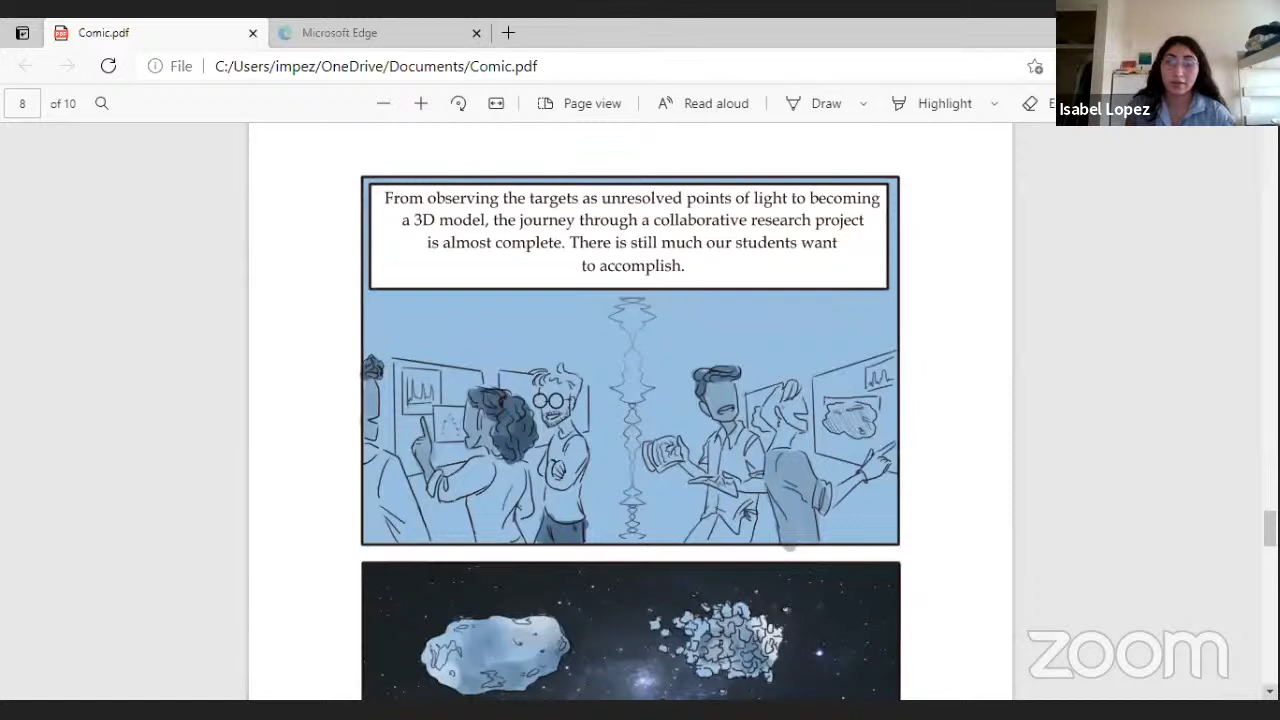 Comic.pdf
Microsoft Edge
File
C:/Users/impez/OneDrive/Documents/Comic.pdf
8 of 10
Page view
Read aloud
Draw
Highlight
Isabel Lopez
From observing the targets as unresolved points of light to becoming
a 3D model, the journey through a collaborative research project
is almost complete. There is still much our students want
to accomplish.
zoom